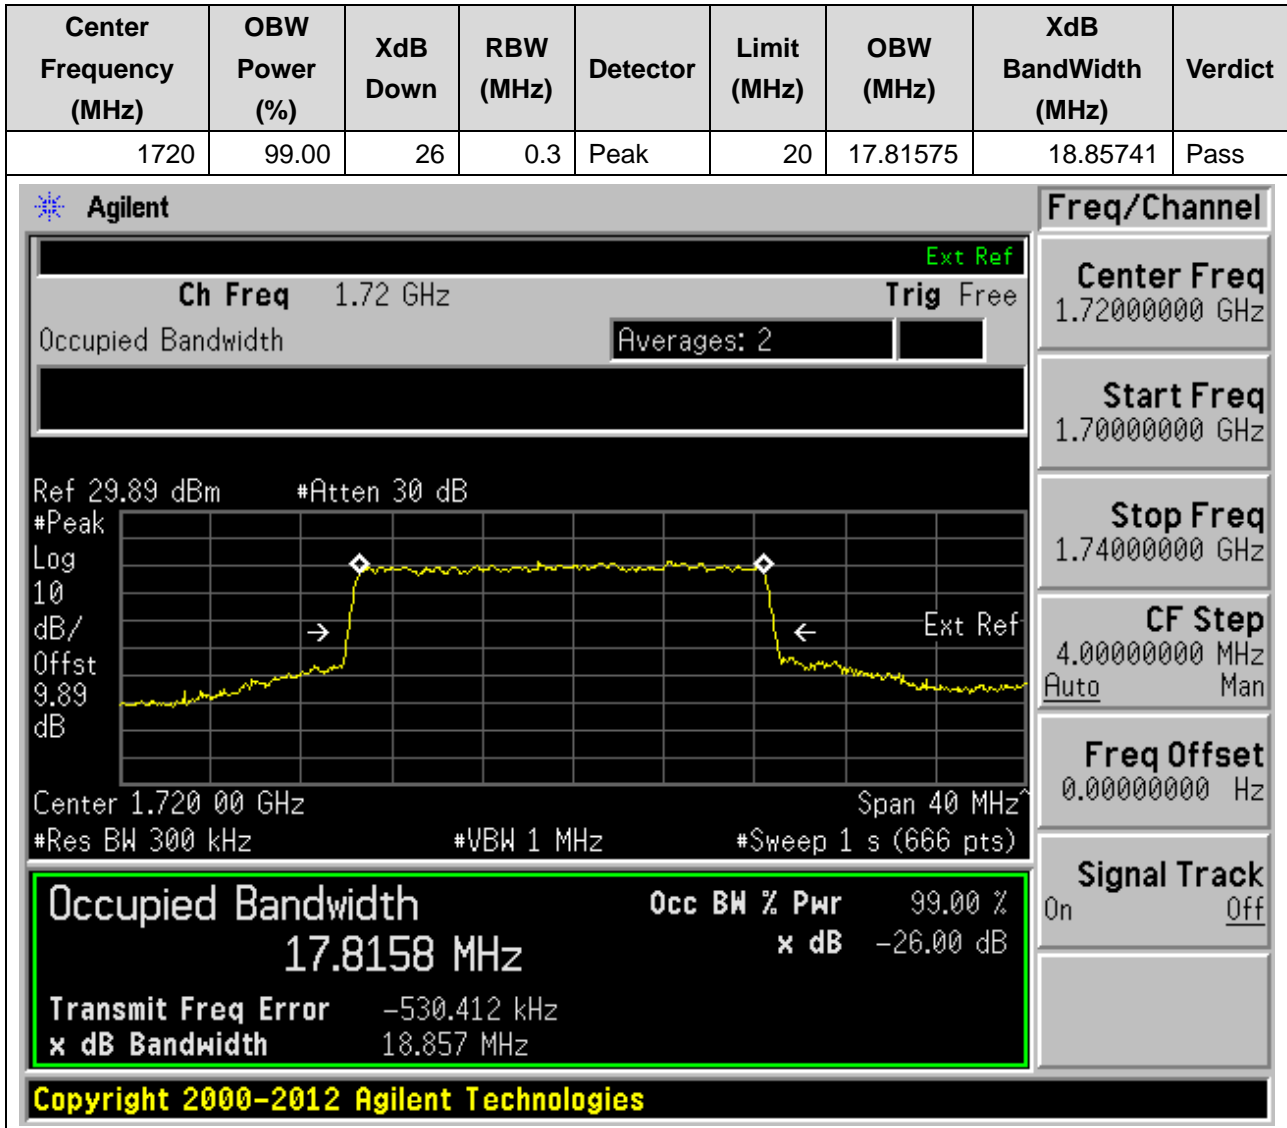 Center Frequency (MHz) OBW Power (%) XdB Down RBW (MHz) Detector Limit (MHz) OBW (MHz) XdB BandWidth (MHz) Verdict
1720 99.00 26 0.3 Peak 20 17.81575 18.85741 Pass
Agilent
Freq/Channel
Ext Ref
Ch Freq 1.72 GHz Trig Free
Occupied Bandwidth Averages: 2
Center Freq
1.72000000 GHz
Start Freq
1.70000000 GHz
Stop Freq
1.74000000 GHz
CF Step
4.00000000 MHz
Auto Man
Freq Offset
0.00000000 Hz
Signal Track
On Off
Ref 29.89 dBm #Atten 30 dB
#Peak
Log
10
dB/
Offst
9.89
dB
Ext Ref
Center 1.720 00 GHz Span 40 MHz^
#Res BW 300 kHz #VBW 1 MHz #Sweep 1 s (666 pts)
Occupied Bandwidth Occ BW % Pwr 99.00 %
17.8158 MHz x dB -26.00 dB
Transmit Freq Error -530.412 kHz
x dB Bandwidth 18.857 MHz
Copyright 2000-2012 Agilent Technologies